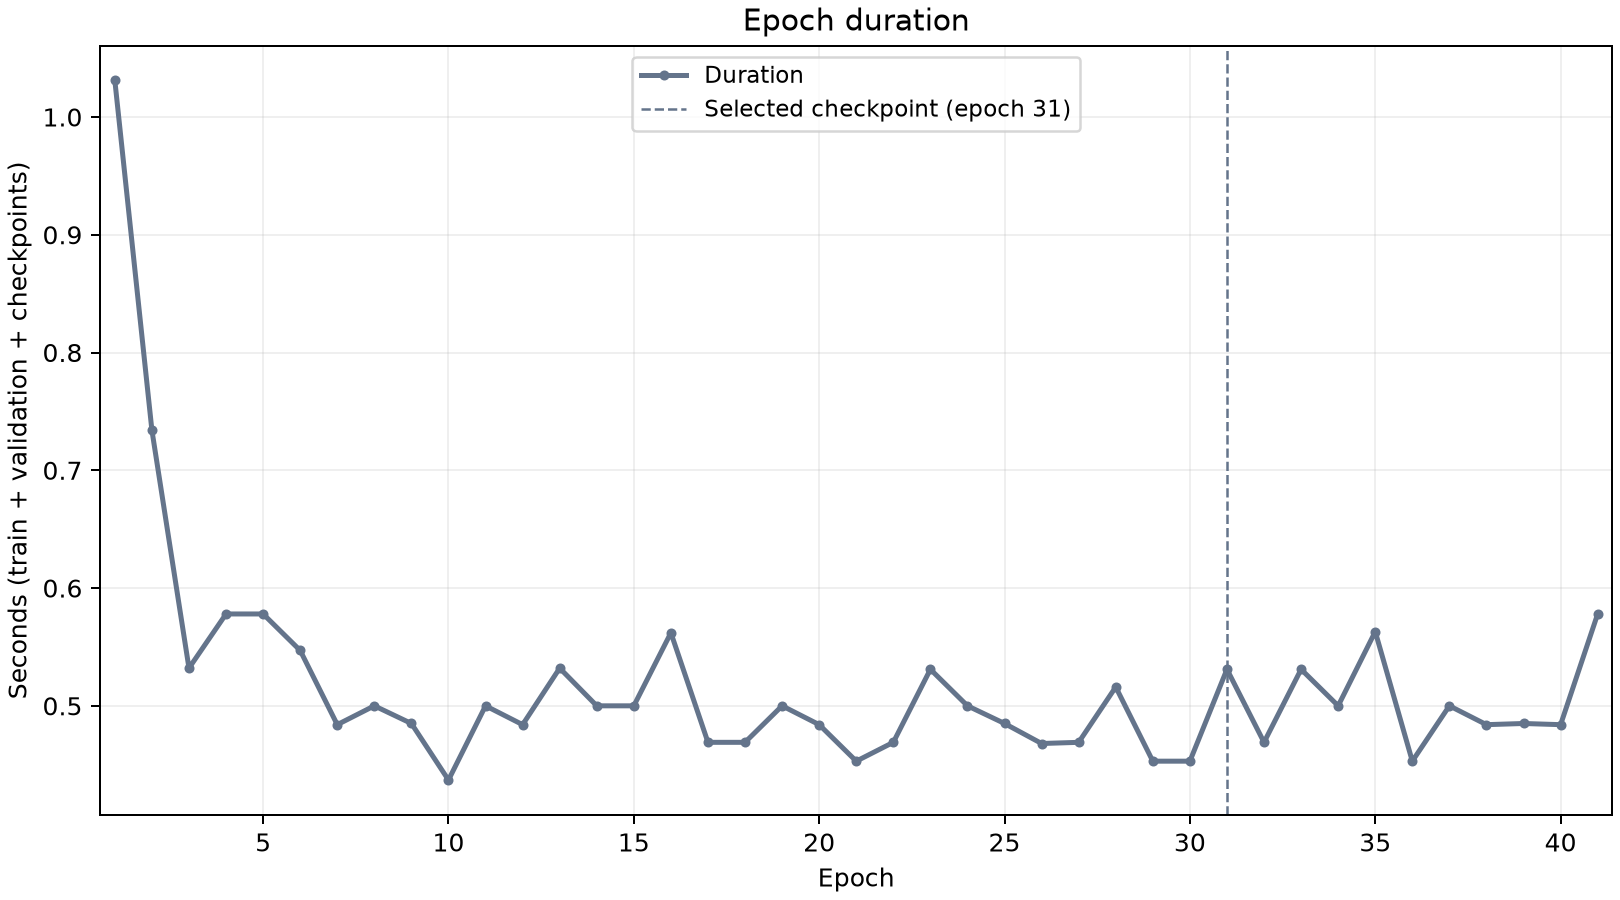 Epoch duration
Duration
Selected checkpoint (epoch 31)
Seconds (train + validation + checkpoints)
1.0
0.9
0.8
0.7
0.6
0.5
5 10 15 20 25 30 35 40
Epoch